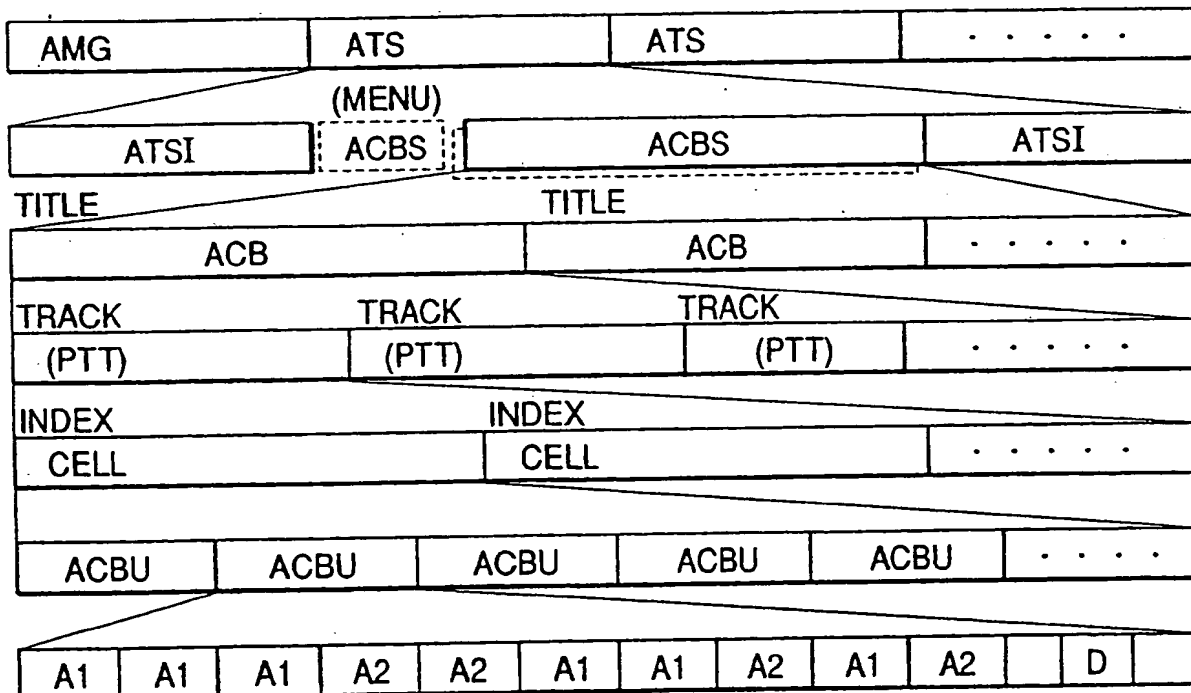 AMG ATS ATS . . . . .
(MENU)
ATSI ACBS ACBS ATSI
TITLE TITLE
ACB ACB . . . . .
TRACK TRACK TRACK
(PTT) (PTT) (PTT) . . . . .
INDEX INDEX
CELL CELL . . . . .
ACBU ACBU ACBU ACBU ACBU . . . .
A1 A1 A1 A2 A2 A1 A1 A2 A1 A2 D